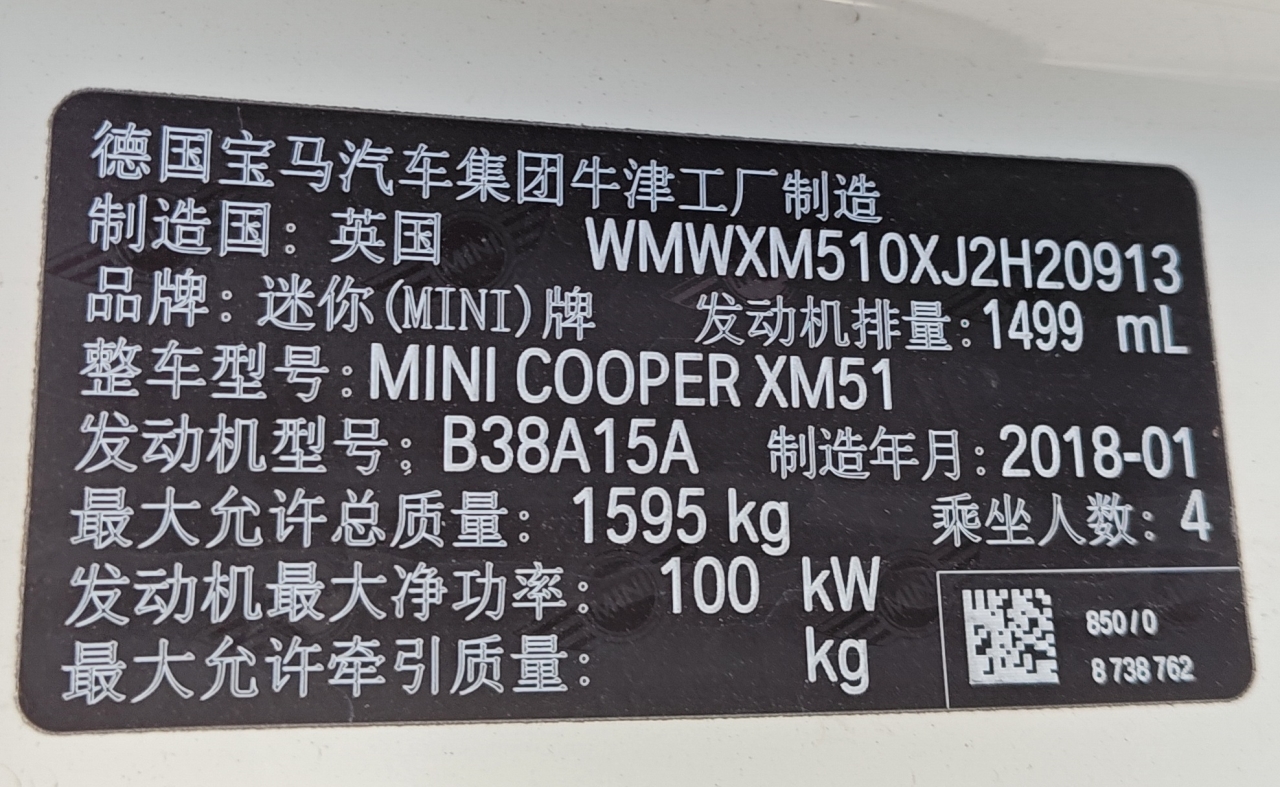 德国宝马汽车集团牛津工厂制造
制造国：英国 WMWXM510XJ2H20913
品牌：迷你(MINI)牌 发动机排量：1499 mL
整车型号：MINI COOPER XM51
发动机型号：B38A15A 制造年月：2018-01
最大允许总质量：1595 kg 乘坐人数：4
发动机最大净功率：100 kW
最大允许牵引质量： kg
850/0
8 738 762